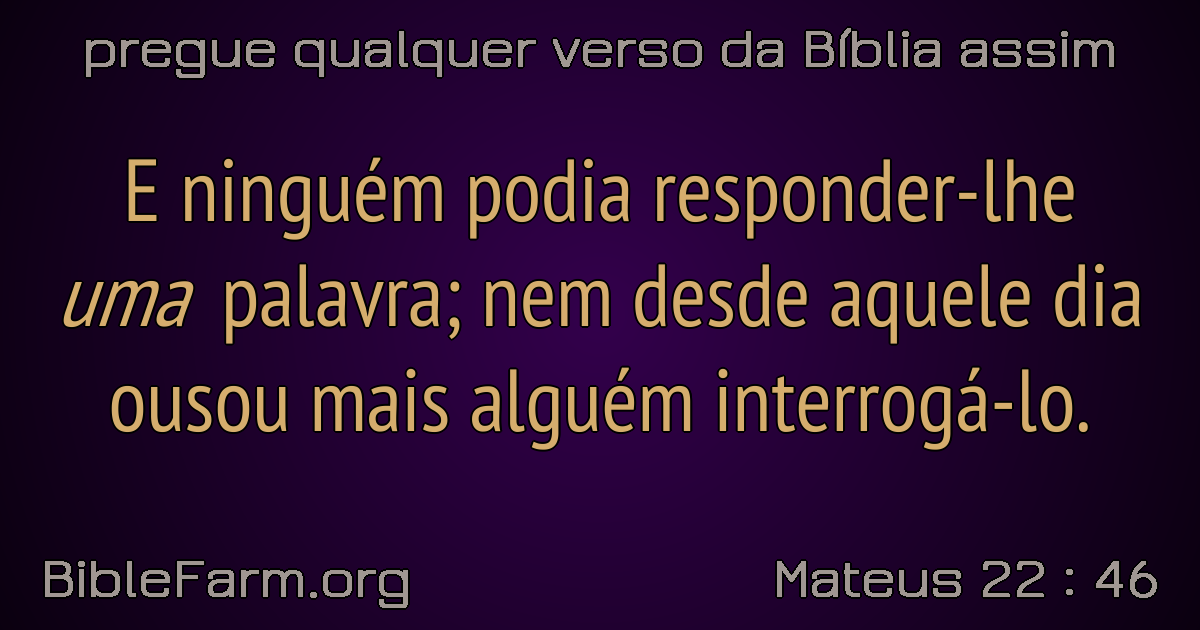 pregue qualquer verso da Bíblia assim
E ninguém podia responder-lhe
uma palavra; nem desde aquele dia
ousou mais alguém interrogá-lo.
BibleFarm.org
Mateus 22 : 46